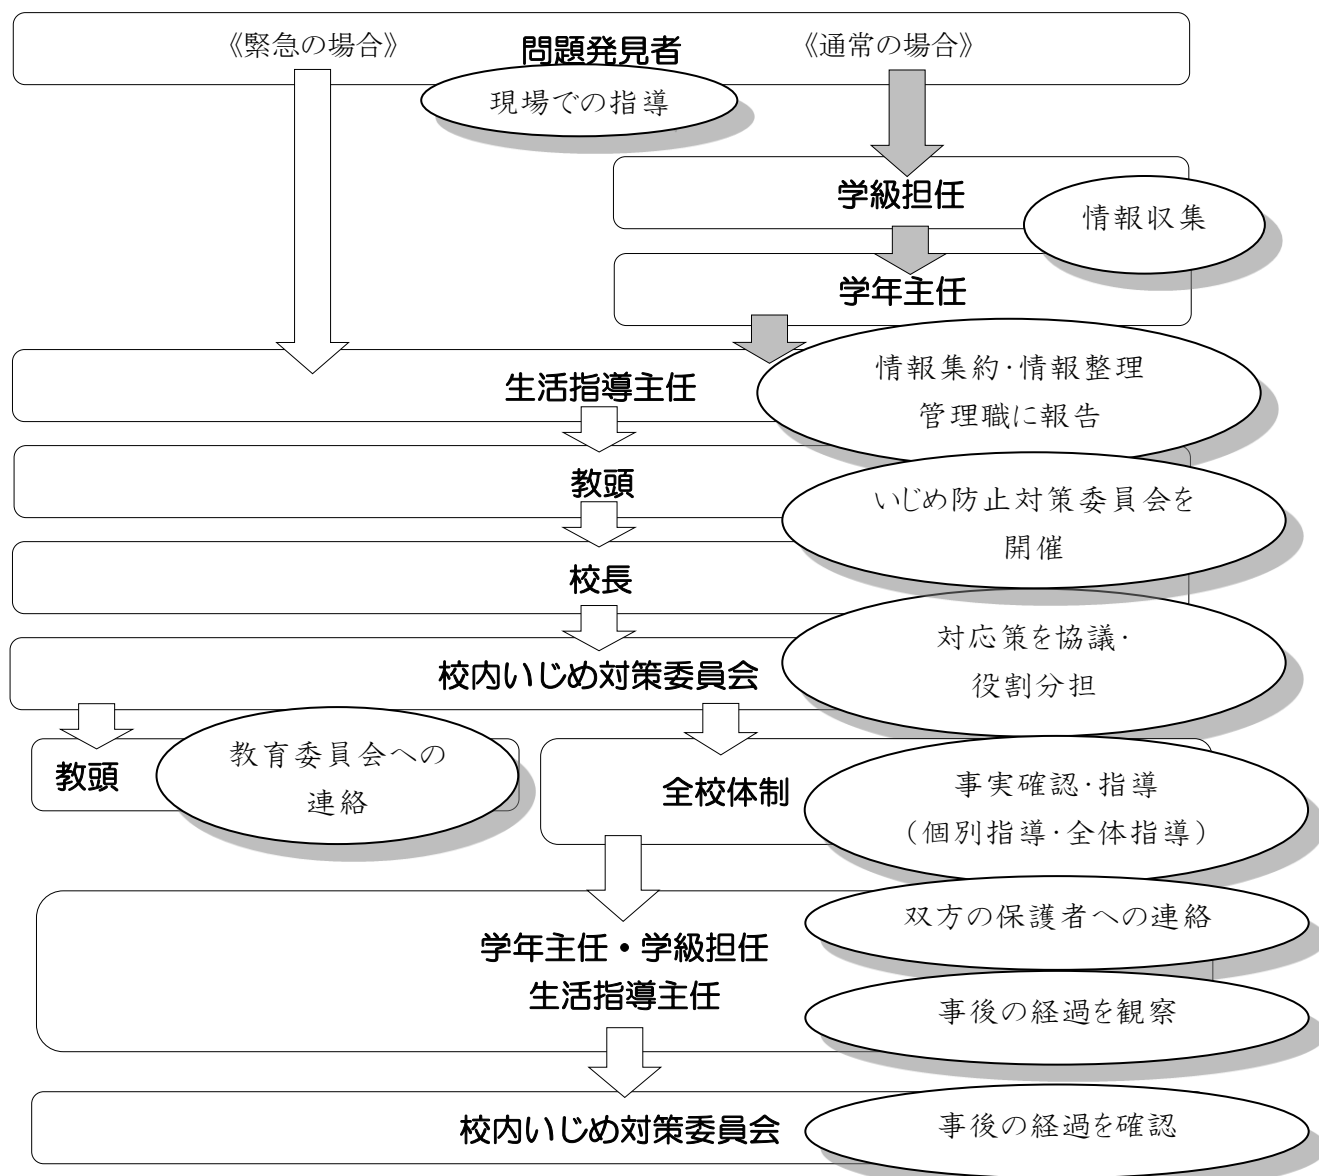 《緊急の場合》
問題発見者
《通常の場合》
現場での指導
学級担任
情報収集
学年主任
生活指導主任
情報集約・情報整理
管理職に報告
教頭
いじめ防止対策委員会を
開催
校長
対応策を協議・
役割分担
校内いじめ対策委員会
教頭
教育委員会への
連絡
全校体制
事実確認・指導
（個別指導・全体指導）
双方の保護者への連絡
学年主任・学級担任
生活指導主任
事後の経過を観察
校内いじめ対策委員会
事後の経過を確認